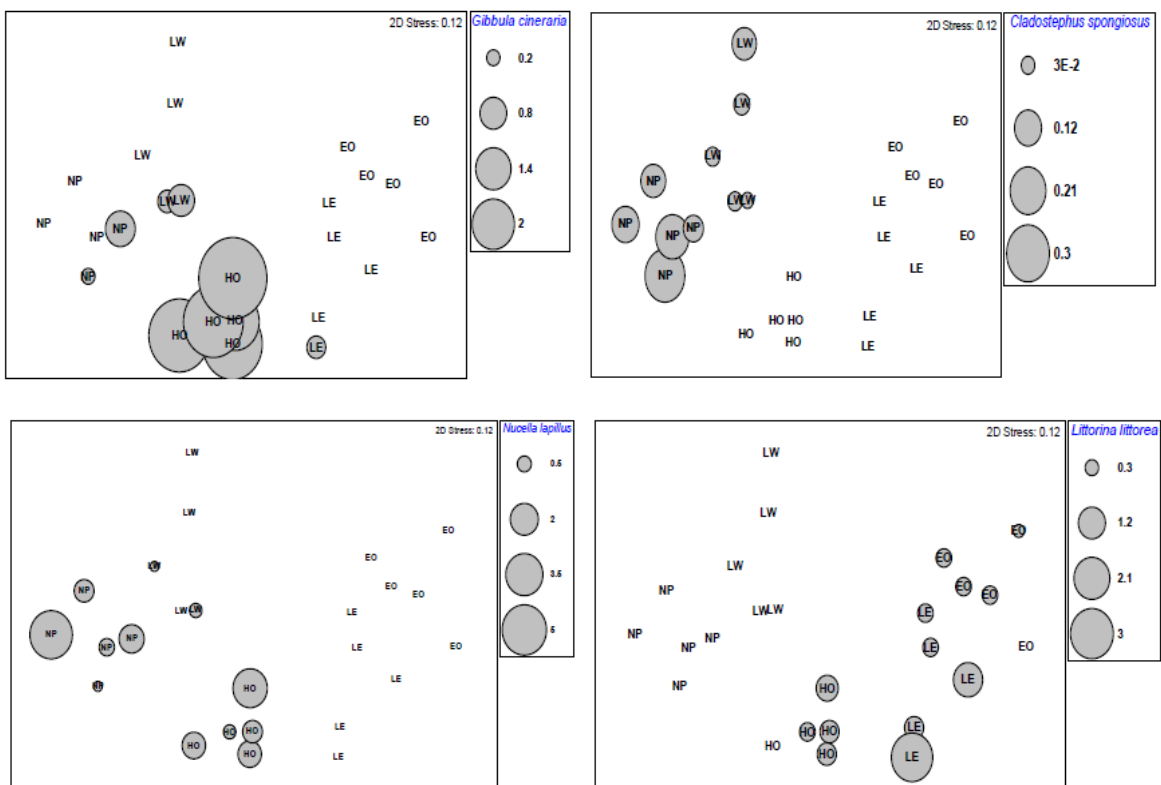 2D Stress: 0.12
LW
LW
EO
EO
LW
EO
EO
NP
LW LW
LE
NP
NP
NP
LE
EO
LE
NP
HO
LE
HO HO
HO
HO
LE
Gibbula cineraria
0.2
0.8
1.4
2
2D Stress: 0.12
LW
LW
EO
EO
LW
EO
EO
NP
LW LW
LE
NP
NP
NP
LE
EO
LE
NP
HO
LE
HO HO
HO
HO
LE
Cladostephus spongiosus
3E-2
0.12
0.21
0.3
2D Stress: 0.12
LW
LW
EO
EO
LW
EO
EO
NP
LW LW
LE
NP
NP
NP
LE
EO
LE
NP
HO
LE
HO HO
HO
HO
LE
Nucella lapillus
0.5
2
3.5
5
2D Stress: 0.12
LW
LW
EO
EO
LW
EO
EO
NP
LW LW
LE
NP
NP
NP
LE
EO
LE
NP
HO
LE
HO HO
HO
HO
LE
Littorina littorea
0.3
1.2
2.1
3